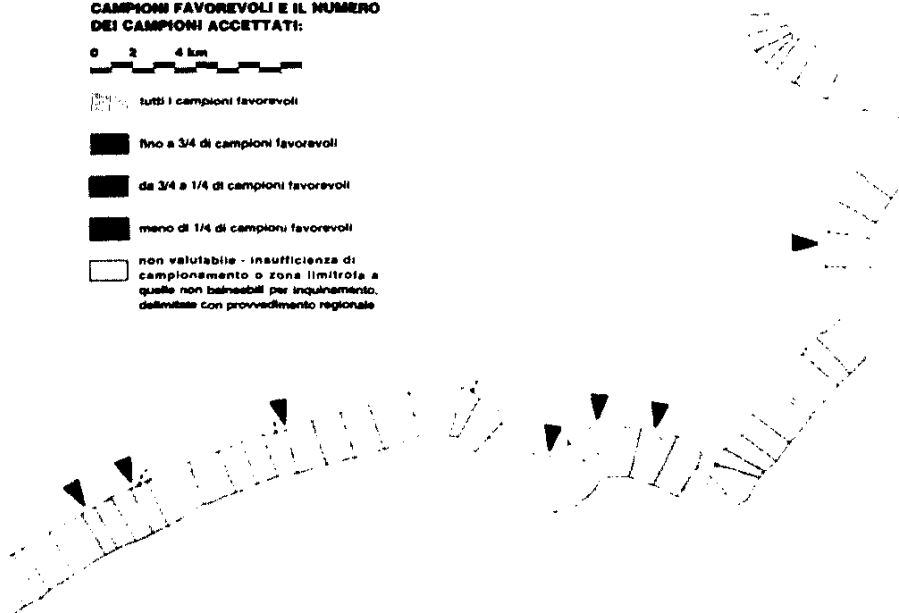 CAMPIONI FAVOREVOLI E IL NUMERO
DEI CAMPIONI ACCETTATI:
0 2 4 km
tutti i campioni favorevoli
fino a 3/4 di campioni favorevoli
da 3/4 a 1/4 di campioni favorevoli
meno di 1/4 di campioni favorevoli
non valutabile - insufficienza di
campionamento o zona limitrofa a
quelle non balneabili per inquinamento,
delimitate con provvedimento regionale